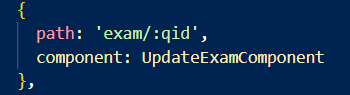 {
path: 'exam/:qid',
component: UpdateExamComponent
},